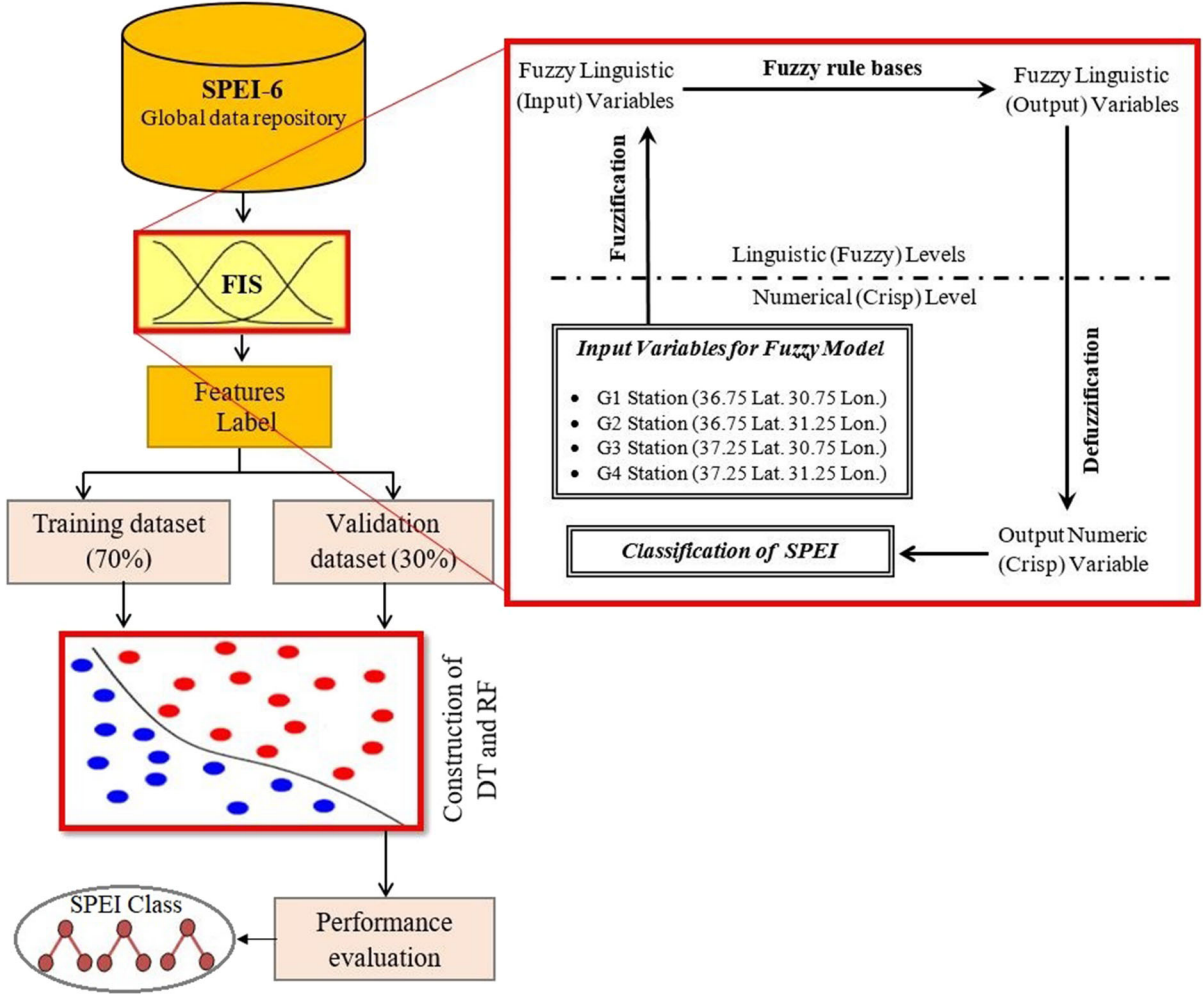 SPEI-6
Global data repository
FIS
Features
Label
Training dataset
(70%)
Validation
dataset (30%)
Construction of
DT and RF
Performance
evaluation
SPEI Class
Fuzzy Linguistic
(Input) Variables
Fuzzy rule bases
Fuzzy Linguistic
(Output) Variables
Fuzzification
Linguistic (Fuzzy) Levels
Numerical (Crisp) Level
Input Variables for Fuzzy Model
• G1 Station (36.75 Lat. 30.75 Lon.)
• G2 Station (36.75 Lat. 31.25 Lon.)
• G3 Station (37.25 Lat. 30.75 Lon.)
• G4 Station (37.25 Lat. 31.25 Lon.)
Defuzzification
Output Numeric
(Crisp) Variable
Classification of SPEI